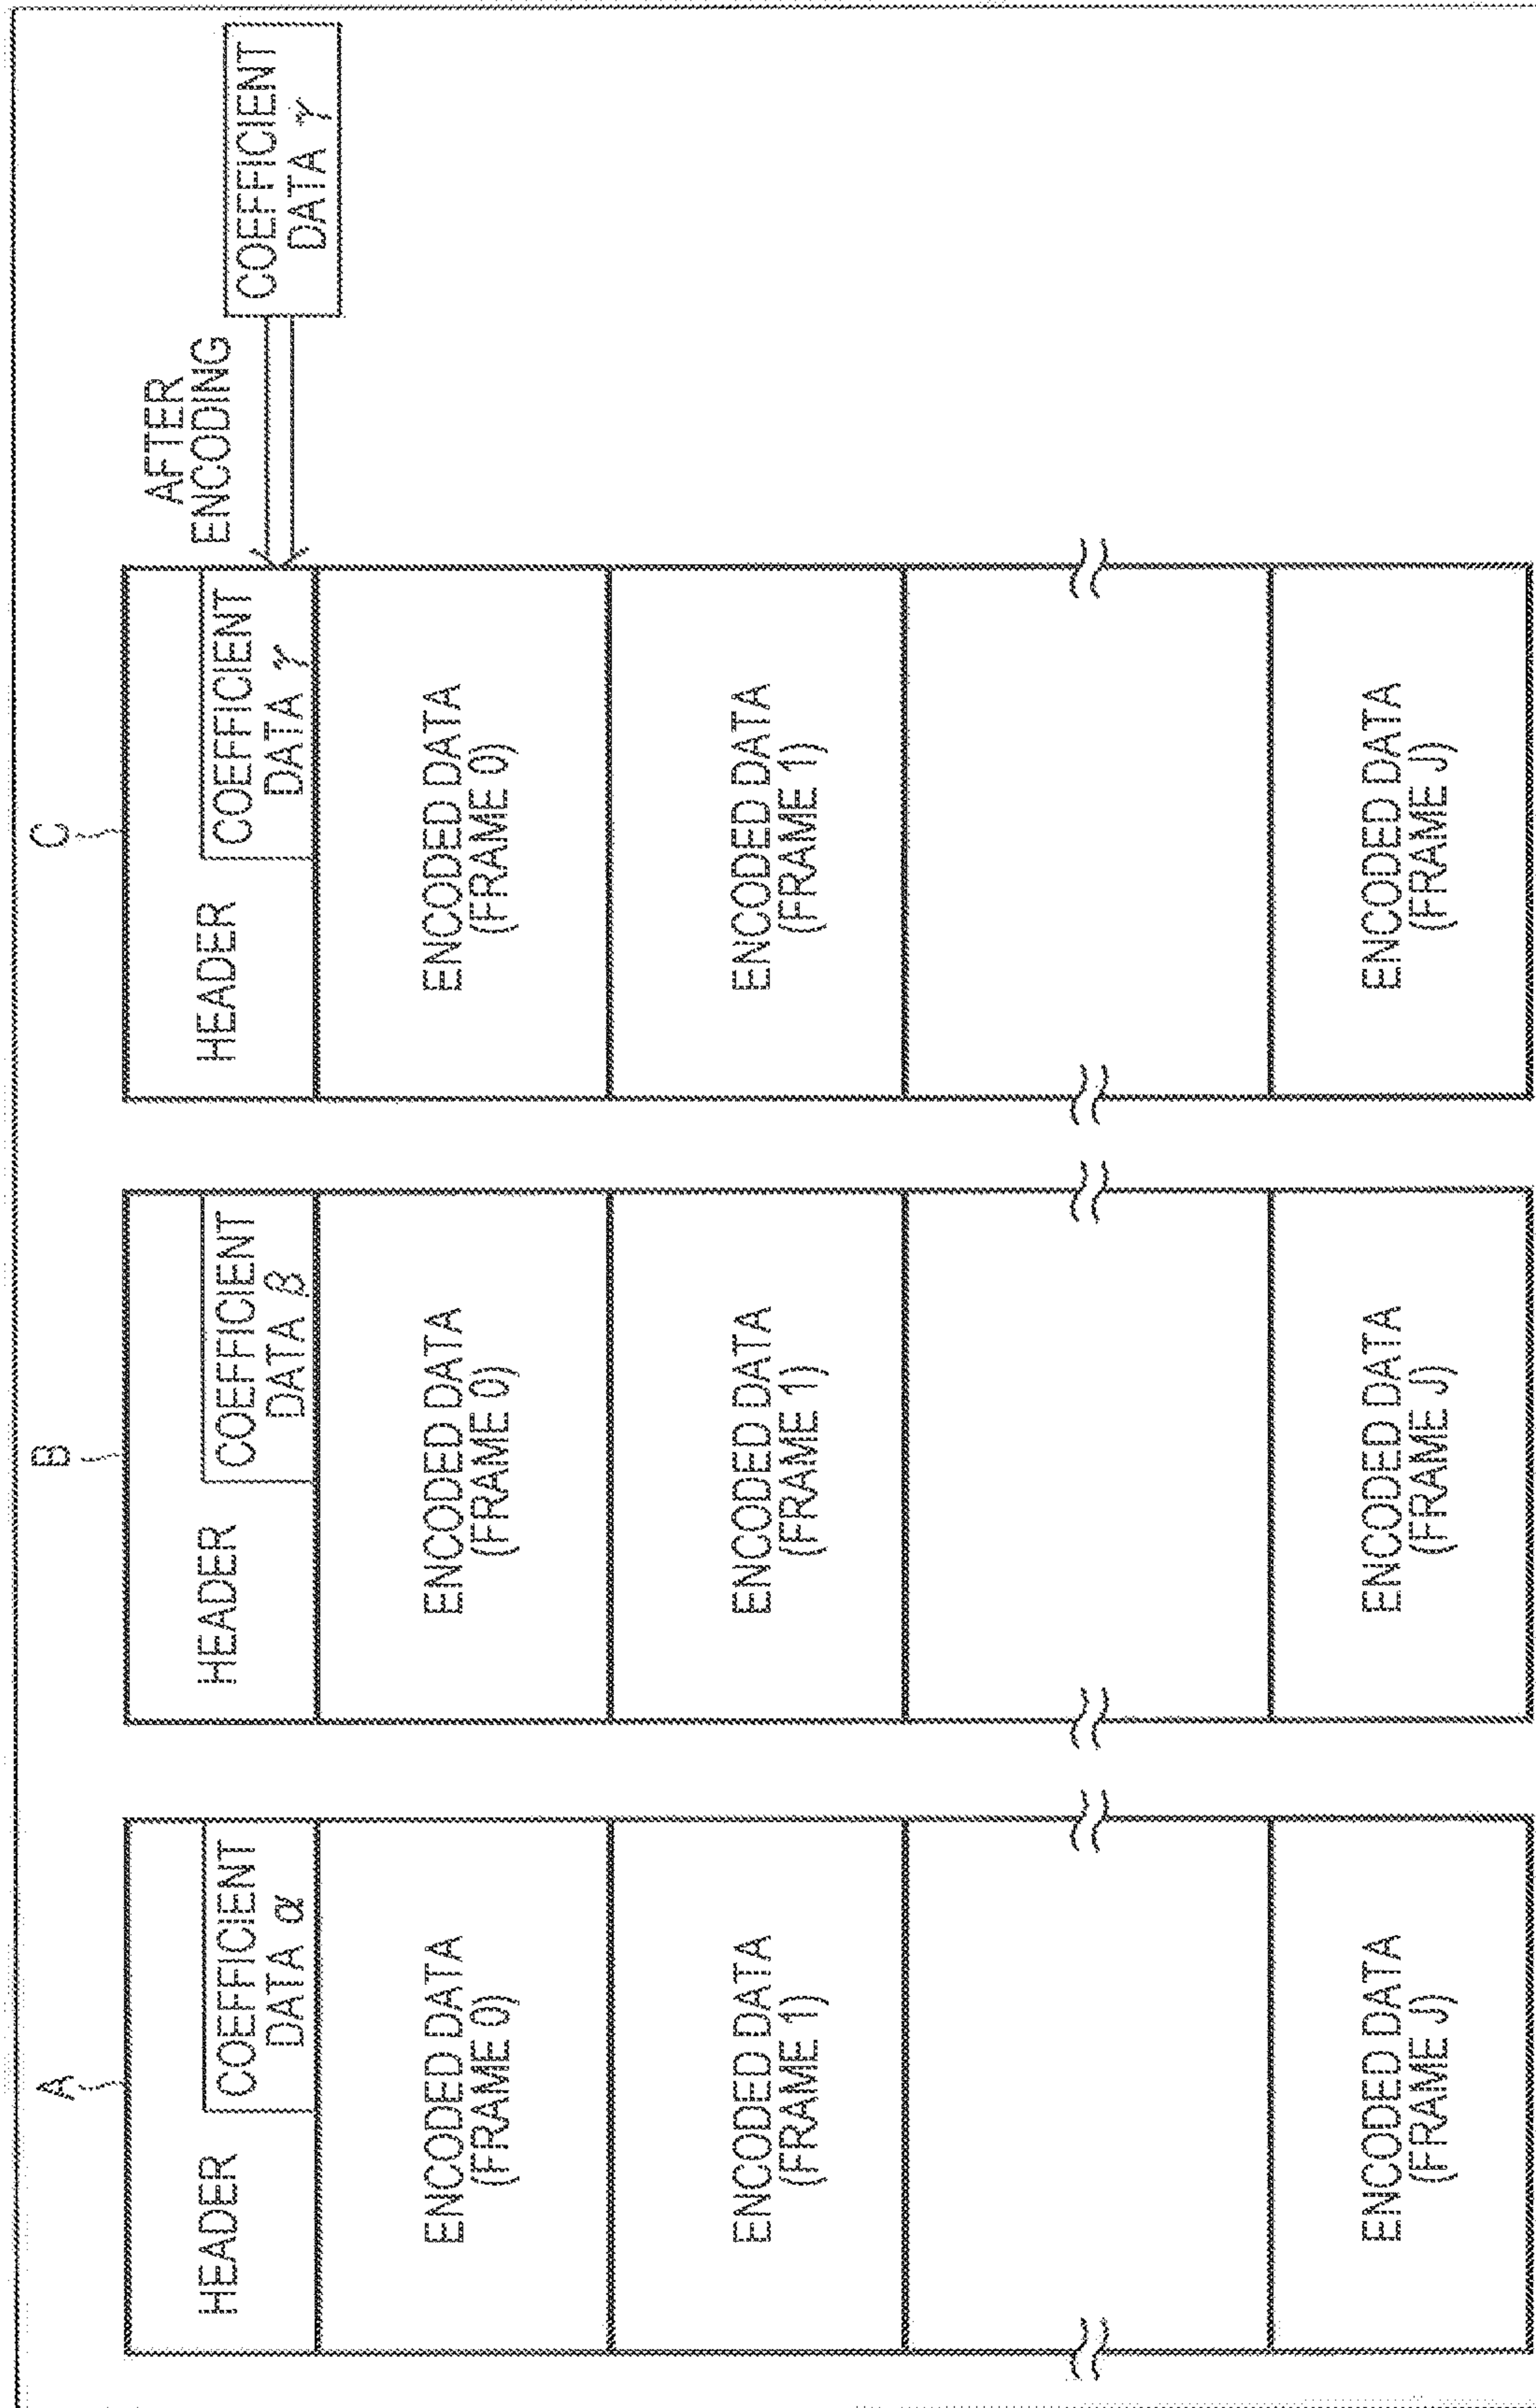 A
HEADER
COEFFICIENT
DATA α
ENCODED DATA
(FRAME 0)
ENCODED DATA
(FRAME 1)
ENCODED DATA
(FRAME J)
B
HEADER
COEFFICIENT
DATA β
ENCODED DATA
(FRAME 0)
ENCODED DATA
(FRAME 1)
ENCODED DATA
(FRAME J)
C
HEADER
COEFFICIENT
DATA γ
ENCODED DATA
(FRAME 0)
ENCODED DATA
(FRAME 1)
ENCODED DATA
(FRAME J)
AFTER
ENCODING
COEFFICIENT
DATA γ